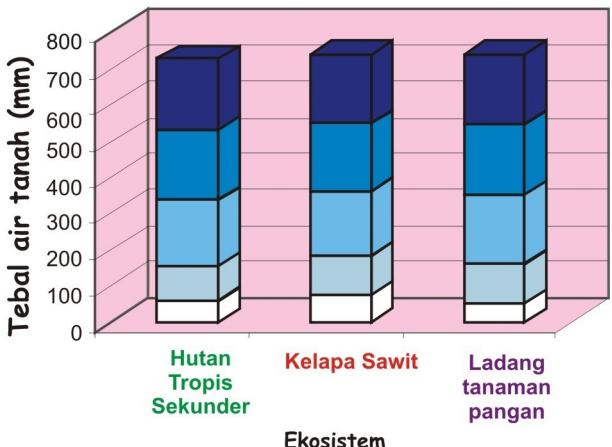 Tebal air tanah (mm)
800
700
600
500
400
300
200
100
0
Hutan
Tropis
Sekunder
Kelapa Sawit
Ladang
tanaman
pangan
Ekosistem